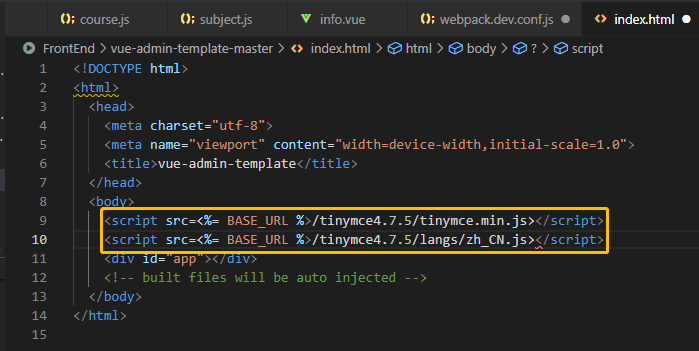 course.js subject.js info.vue webpack.dev.conf.js index.html
FrontEnd > vue-admin-template-master > index.html > html > body > ? > script
1 <!DOCTYPE html>
2 <html>
3 <head>
4 <meta charset="utf-8">
5 <meta name="viewport" content="width=device-width,initial-scale=1.0">
6 <title>vue-admin-template</title>
7 </head>
8 <body>
9 <script src=<%= BASE_URL %>/tinymce4.7.5/tinymce.min.js></script>
10 <script src=<%= BASE_URL %>/tinymce4.7.5/langs/zh_CN.js></script>
11 <div id="app"></div>
12 <!-- built files will be auto injected -->
13 </body>
14 </html>
15